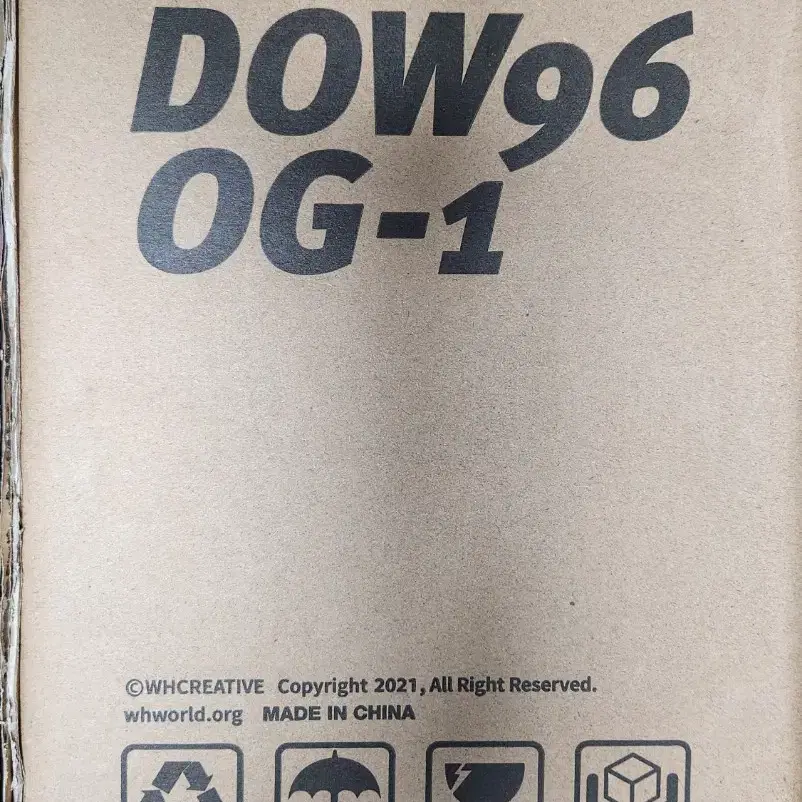 DOW96
OG-1
©WHCREATIVE Copyright 2021, All Right Reserved.
whworld.org MADE IN CHINA